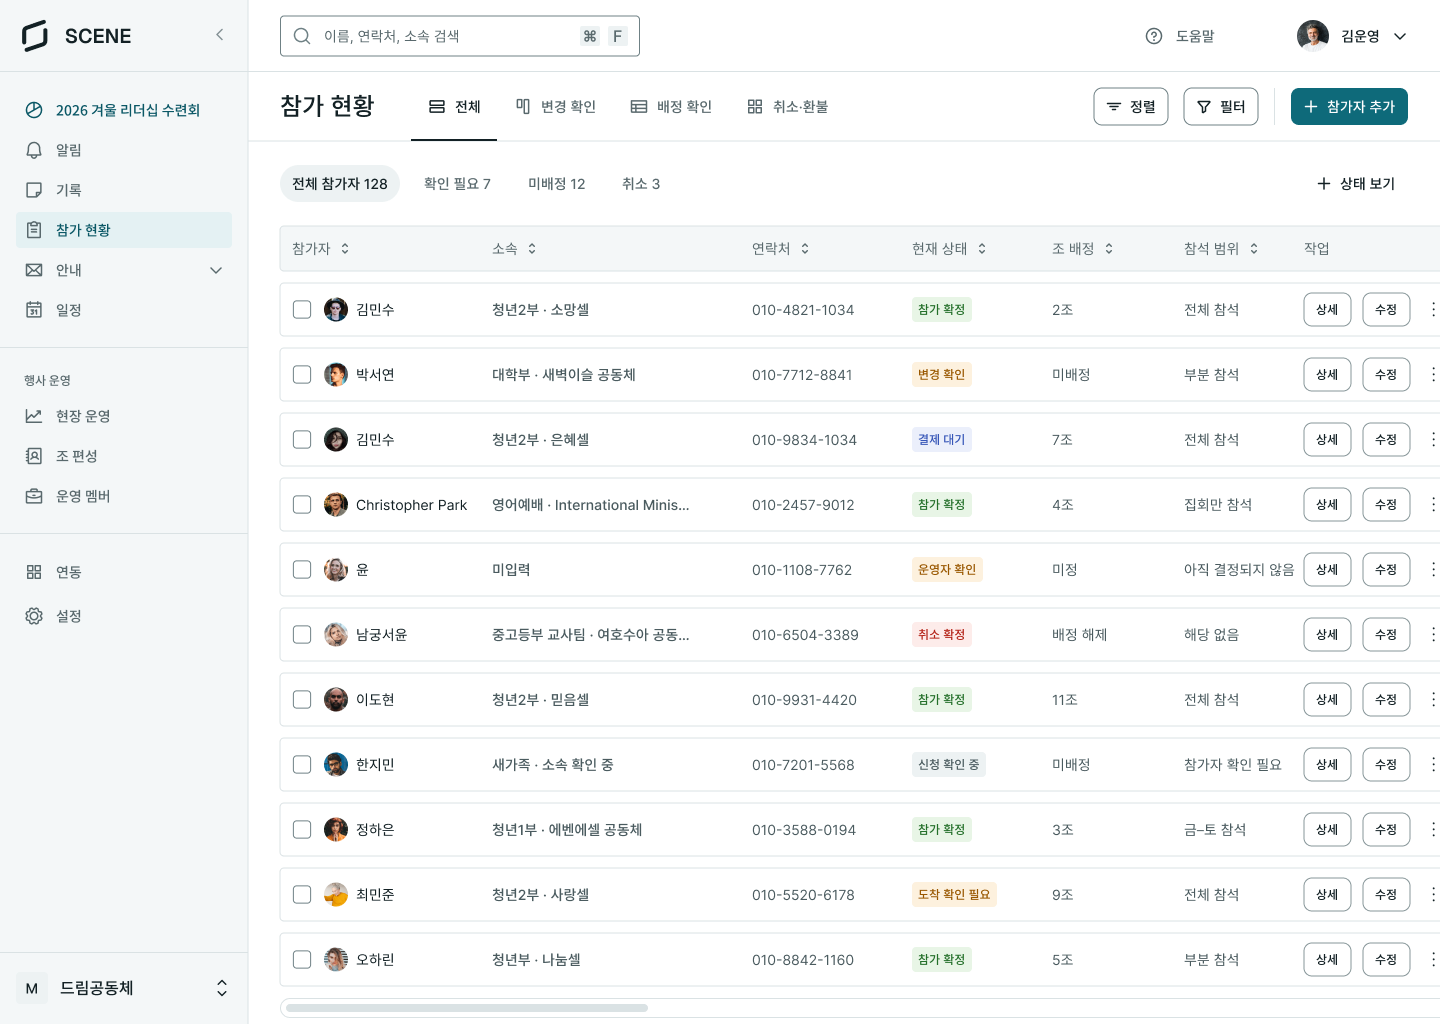 SCENE
이름, 연락처, 소속 검색 ⌘ F
도움말
김운영
2026 겨울 리더십 수련회
알림
기록
참가 현황
안내
일정
31
행사 운영
현장 운영
조 편성
운영 멤버
연동
설정
M 드림공동체
참가 현황 전체 변경 확인 배정 확인 취소·환불 정렬 필터 참가자 추가
전체 참가자 128 확인 필요 7 미배정 12 취소 3 상태 보기
참가자 소속 연락처 현재 상태 조 배정 참석 범위 작업
김민수 청년2부 · 소망셀 010-4821-1034 참가 확정 2조 전체 참석 상세 수정
박서연 대학부 · 새벽이슬 공동체 010-7712-8841 변경 확인 미배정 부분 참석 상세 수정
김민수 청년2부 · 은혜셀 010-9834-1034 결제 대기 7조 전체 참석 상세 수정
Christopher Park 영어예배 · International Minis... 010-2457-9012 참가 확정 4조 집회만 참석 상세 수정
윤 미입력 010-1108-7762 운영자 확인 미정 아직 결정되지 않음 상세 수정
남궁서윤 중고등부 교사팀 · 여호수아 공동... 010-6504-3389 취소 확정 배정 해제 해당 없음 상세 수정
이도현 청년2부 · 믿음셀 010-9931-4420 참가 확정 11조 전체 참석 상세 수정
한지민 새가족 · 소속 확인 중 010-7201-5568 신청 확인 중 미배정 참가자 확인 필요 상세 수정
정하은 청년1부 · 에벤에셀 공동체 010-3588-0194 참가 확정 3조 금–토 참석 상세 수정
최민준 청년2부 · 사랑셀 010-5520-6178 도착 확인 필요 9조 전체 참석 상세 수정
오하린 청년부 · 나눔셀 010-8842-1160 참가 확정 5조 부분 참석 상세 수정